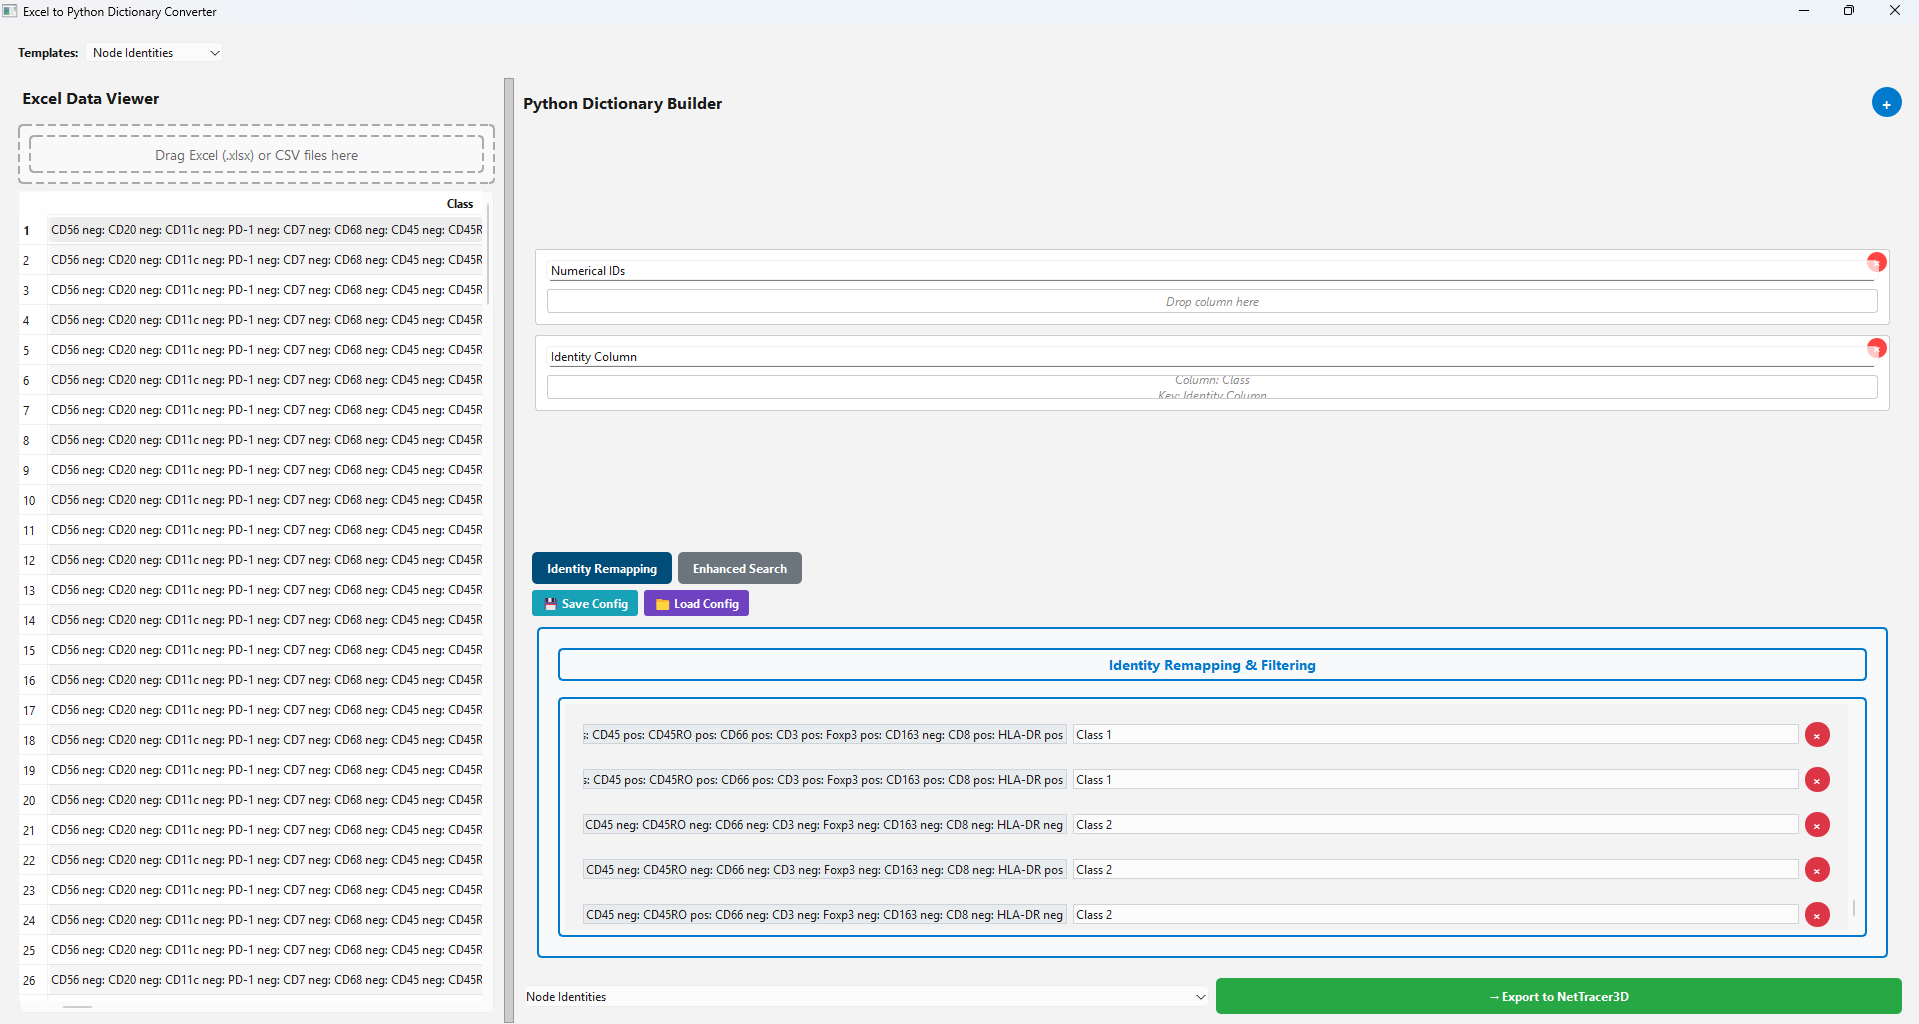 Excel to Python Dictionary Converter
Templates: Node Identities
Excel Data Viewer
Drag Excel (.xlsx) or CSV files here
Class
1 CD56 neg: CD20 neg: CD11c neg: PD-1 neg: CD7 neg: CD68 neg: CD45 neg: CD45R
2 CD56 neg: CD20 neg: CD11c neg: PD-1 neg: CD7 neg: CD68 neg: CD45 neg: CD45R
3 CD56 neg: CD20 neg: CD11c neg: PD-1 neg: CD7 neg: CD68 neg: CD45 neg: CD45R
4 CD56 neg: CD20 neg: CD11c neg: PD-1 neg: CD7 neg: CD68 neg: CD45 neg: CD45R
5 CD56 neg: CD20 neg: CD11c neg: PD-1 neg: CD7 neg: CD68 neg: CD45 neg: CD45R
6 CD56 neg: CD20 neg: CD11c neg: PD-1 neg: CD7 neg: CD68 neg: CD45 neg: CD45R
7 CD56 neg: CD20 neg: CD11c neg: PD-1 neg: CD7 neg: CD68 neg: CD45 neg: CD45R
8 CD56 neg: CD20 neg: CD11c neg: PD-1 neg: CD7 neg: CD68 neg: CD45 neg: CD45R
9 CD56 neg: CD20 neg: CD11c neg: PD-1 neg: CD7 neg: CD68 neg: CD45 neg: CD45R
10 CD56 neg: CD20 neg: CD11c neg: PD-1 neg: CD7 neg: CD68 neg: CD45 neg: CD45R
11 CD56 neg: CD20 neg: CD11c neg: PD-1 neg: CD7 neg: CD68 neg: CD45 neg: CD45R
12 CD56 neg: CD20 neg: CD11c neg: PD-1 neg: CD7 neg: CD68 neg: CD45 neg: CD45R
13 CD56 neg: CD20 neg: CD11c neg: PD-1 neg: CD7 neg: CD68 neg: CD45 neg: CD45R
14 CD56 neg: CD20 neg: CD11c neg: PD-1 neg: CD7 neg: CD68 neg: CD45 neg: CD45R
15 CD56 neg: CD20 neg: CD11c neg: PD-1 neg: CD7 neg: CD68 neg: CD45 neg: CD45R
16 CD56 neg: CD20 neg: CD11c neg: PD-1 neg: CD7 neg: CD68 neg: CD45 neg: CD45R
17 CD56 neg: CD20 neg: CD11c neg: PD-1 neg: CD7 neg: CD68 neg: CD45 neg: CD45R
18 CD56 neg: CD20 neg: CD11c neg: PD-1 neg: CD7 neg: CD68 neg: CD45 neg: CD45R
19 CD56 neg: CD20 neg: CD11c neg: PD-1 neg: CD7 neg: CD68 neg: CD45 neg: CD45R
20 CD56 neg: CD20 neg: CD11c neg: PD-1 neg: CD7 neg: CD68 neg: CD45 neg: CD45R
21 CD56 neg: CD20 neg: CD11c neg: PD-1 neg: CD7 neg: CD68 neg: CD45 neg: CD45R
22 CD56 neg: CD20 neg: CD11c neg: PD-1 neg: CD7 neg: CD68 neg: CD45 neg: CD45R
23 CD56 neg: CD20 neg: CD11c neg: PD-1 neg: CD7 neg: CD68 neg: CD45 neg: CD45R
24 CD56 neg: CD20 neg: CD11c neg: PD-1 neg: CD7 neg: CD68 neg: CD45 neg: CD45R
25 CD56 neg: CD20 neg: CD11c neg: PD-1 neg: CD7 neg: CD68 neg: CD45 neg: CD45R
26 CD56 neg: CD20 neg: CD11c neg: PD-1 neg: CD7 neg: CD68 neg: CD45 neg: CD45R
Python Dictionary Builder
+
Numerical IDs
Drop column here
Identity Column
Column: Class
Key: Identity Column
Identity Remapping Enhanced Search
Save Config Load Config
Identity Remapping & Filtering
s: CD45 pos: CD45RO pos: CD66 pos: CD3 pos: Foxp3 pos: CD163 neg: CD8 pos: HLA-DR pos Class 1 ×
s: CD45 pos: CD45RO pos: CD66 pos: CD3 pos: Foxp3 pos: CD163 pos: CD8 pos: HLA-DR pos Class 1 ×
CD45 neg: CD45RO neg: CD66 neg: CD3 neg: Foxp3 neg: CD163 neg: CD8 neg: HLA-DR neg Class 2 ×
CD45 neg: CD45RO neg: CD66 neg: CD3 neg: Foxp3 neg: CD163 neg: CD8 neg: HLA-DR pos Class 2 ×
CD45 neg: CD45RO pos: CD66 neg: CD3 neg: Foxp3 neg: CD163 neg: CD8 neg: HLA-DR neg Class 2 ×
Node Identities
→ Export to NetTracer3D